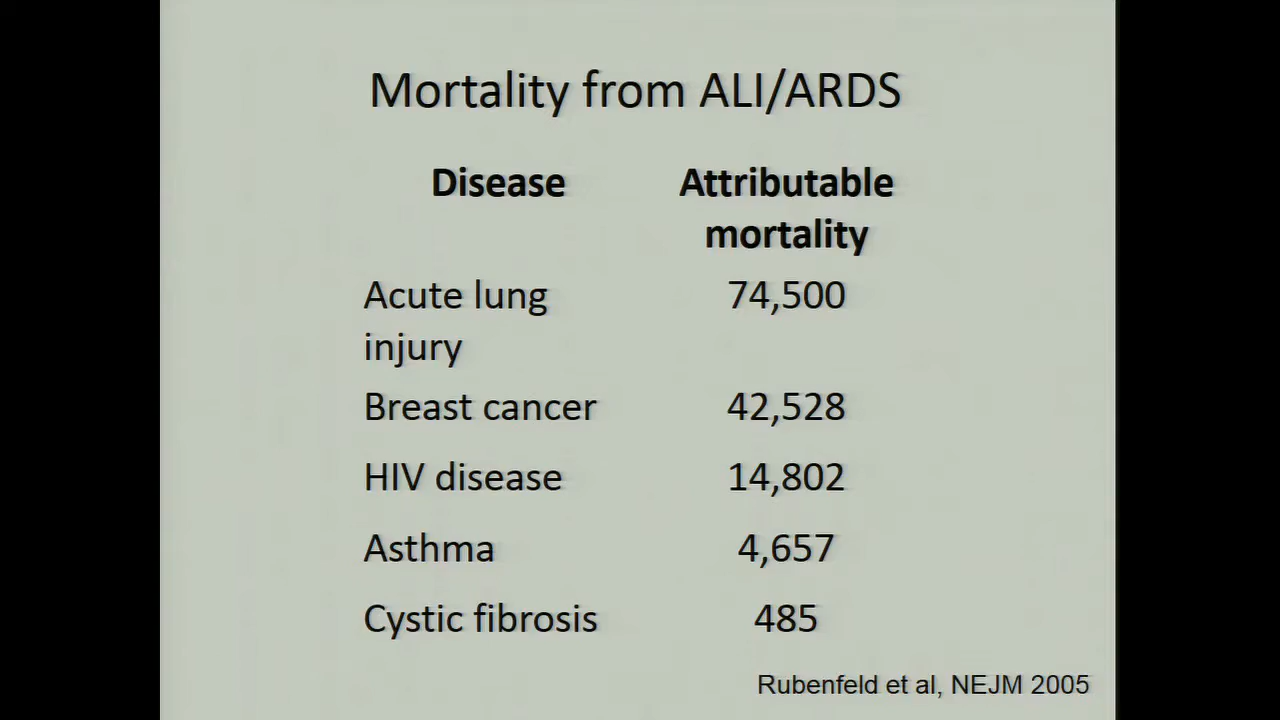 Mortality from ALI/ARDS
Disease Attributable
mortality
Acute lung 74,500
injury
Breast cancer 42,528
HIV disease 14,802
Asthma 4,657
Cystic fibrosis 485
Rubenfeld et al, NEJM 2005